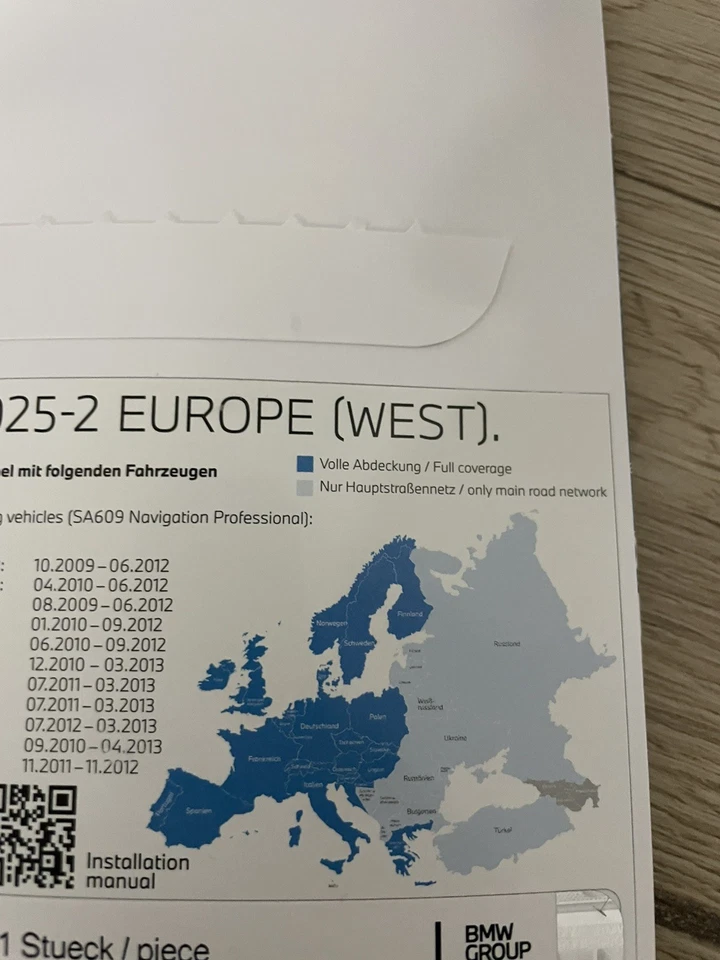 025-2 EUROPE (WEST).
el mit folgenden Fahrzeugen
Volle Abdeckung / Full coverage
Nur Hauptstraßennetz / only main road network
g vehicles (SA609 Navigation Professional):
: 10.2009 – 06.2012
: 04.2010 – 06.2012
08.2009 – 06.2012
01.2010 – 09.2012
06.2010 – 09.2012
12.2010 – 03.2013
07.2011 – 03.2013
07.2011 – 03.2013
07.2012 – 03.2013
09.2010 – 04.2013
11.2011 – 11.2012
Norwegen
Finnland
Schweden
Russland
Weiß-
russland
Polen
Deutschland
Ukraine
Frankreich
Rumänien
Italien
Spanien
Bulgarien
Türkei
Installation
manual
1 Stueck / piece
BMW
GROUP